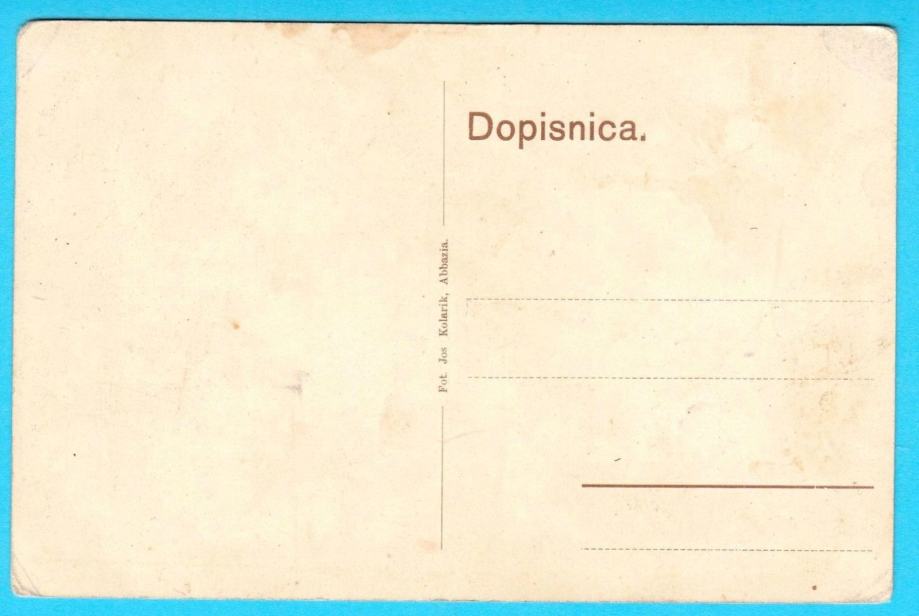 Dopisnica.
Fot. Jos Kolarik, Abbazia.